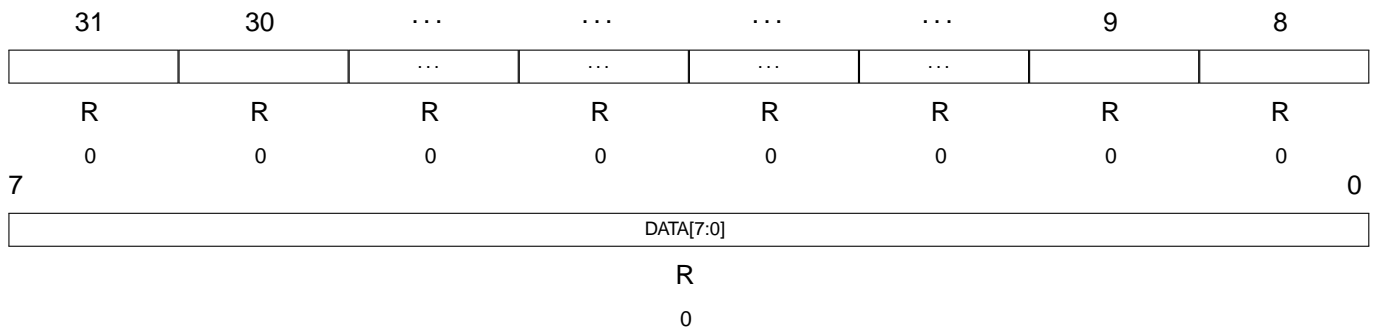 31 30 ... ... ... ... 9 8
... ... ... ...
R R R R R R R R
0 0 0 0 0 0 0 0
7 0
DATA[7:0]
R
0